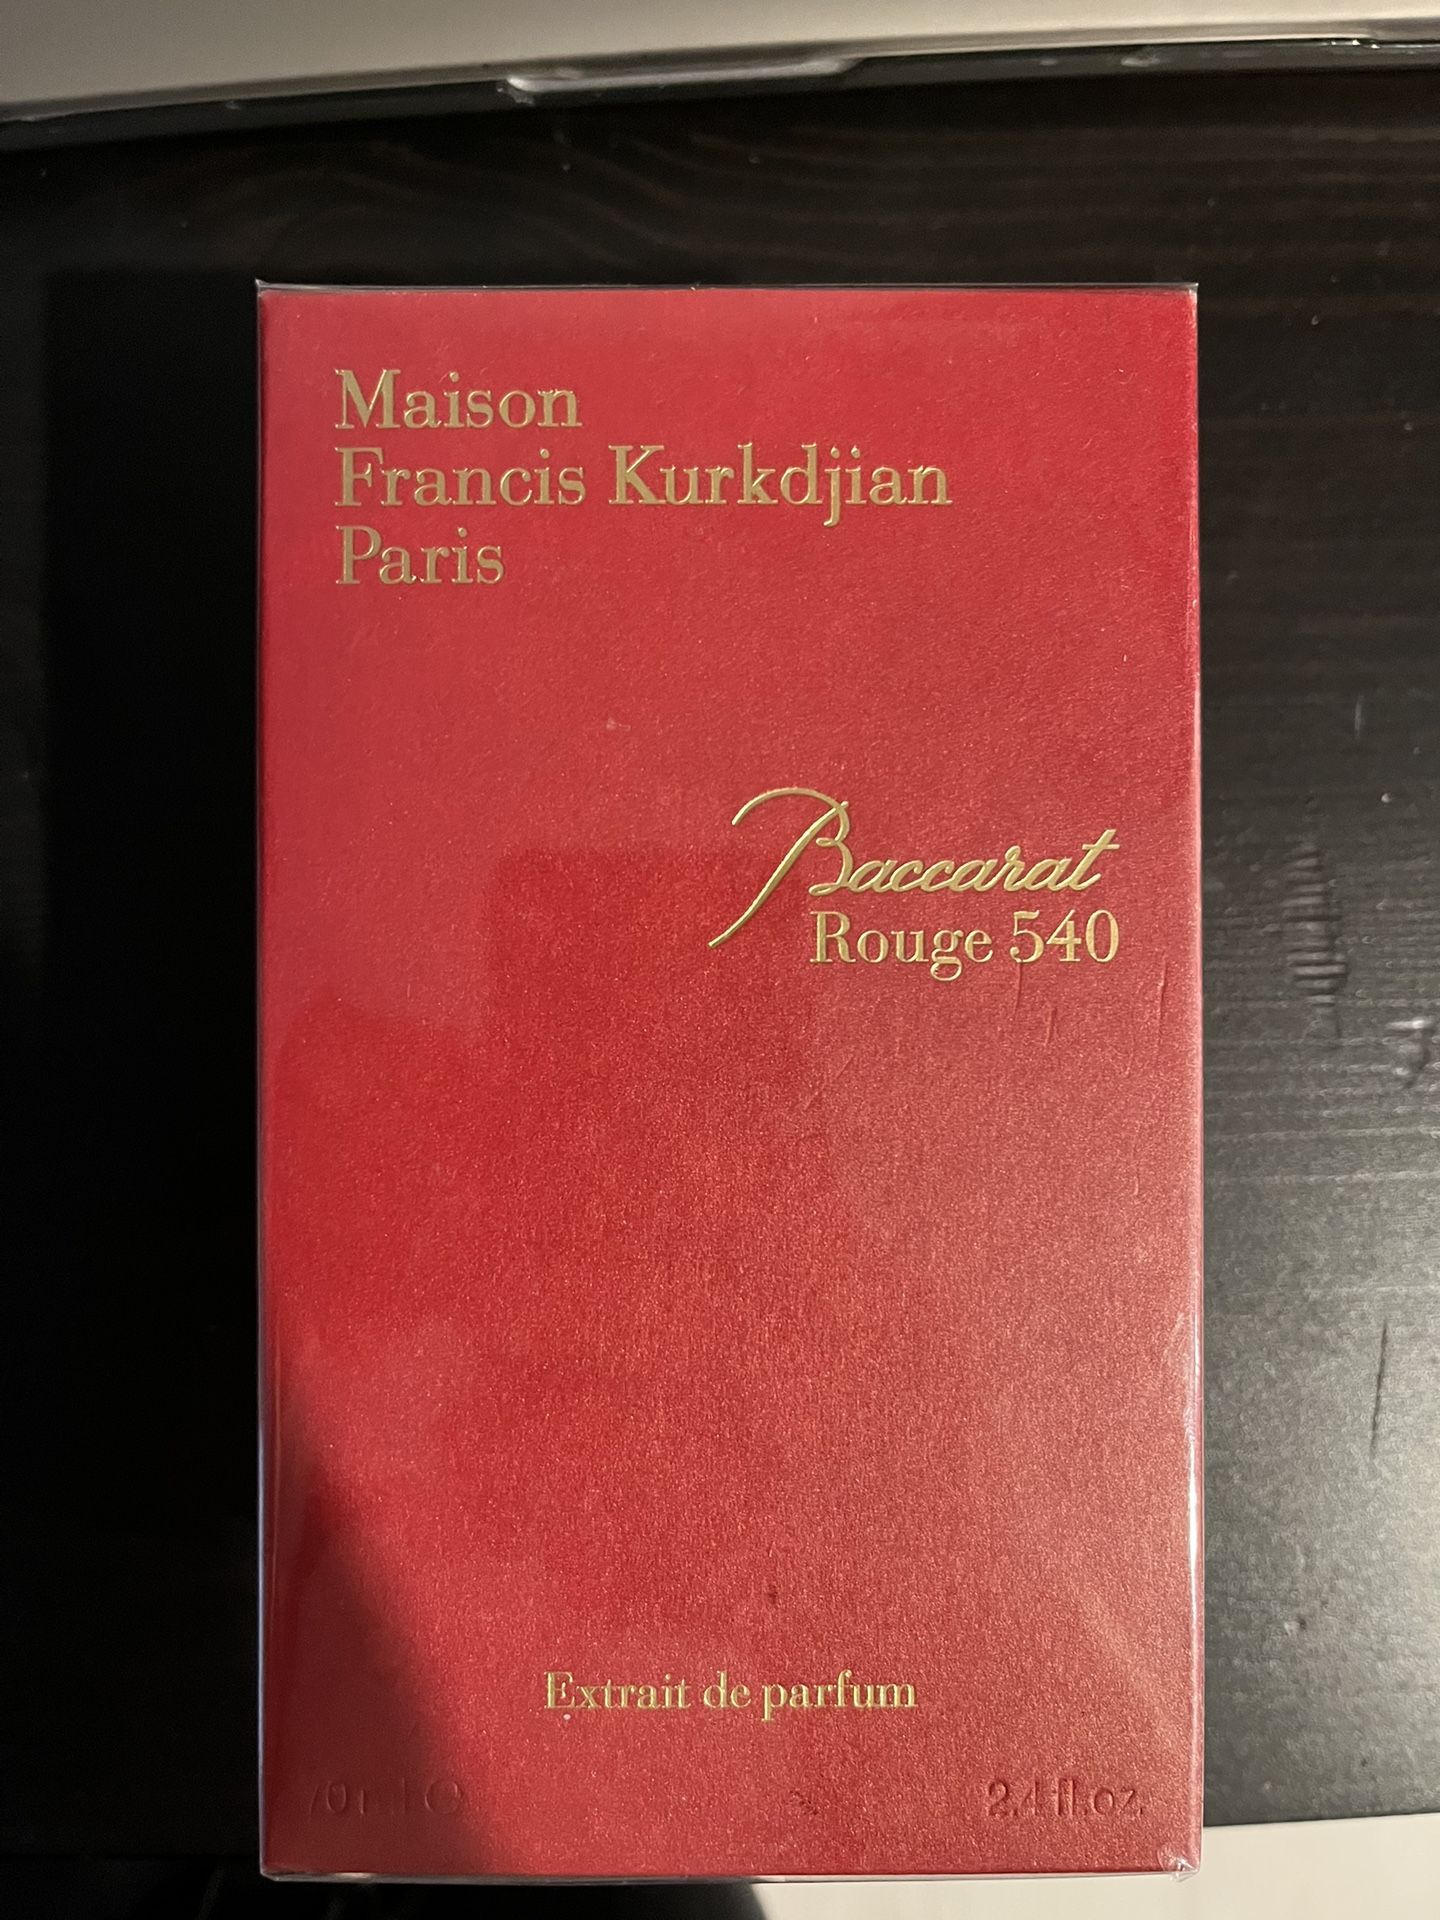 Maison
Francis Kurkdjian
Paris
Baccarat
Rouge 540
Extrait de parfum
70 ml ℮ 2.4 fl.oz.